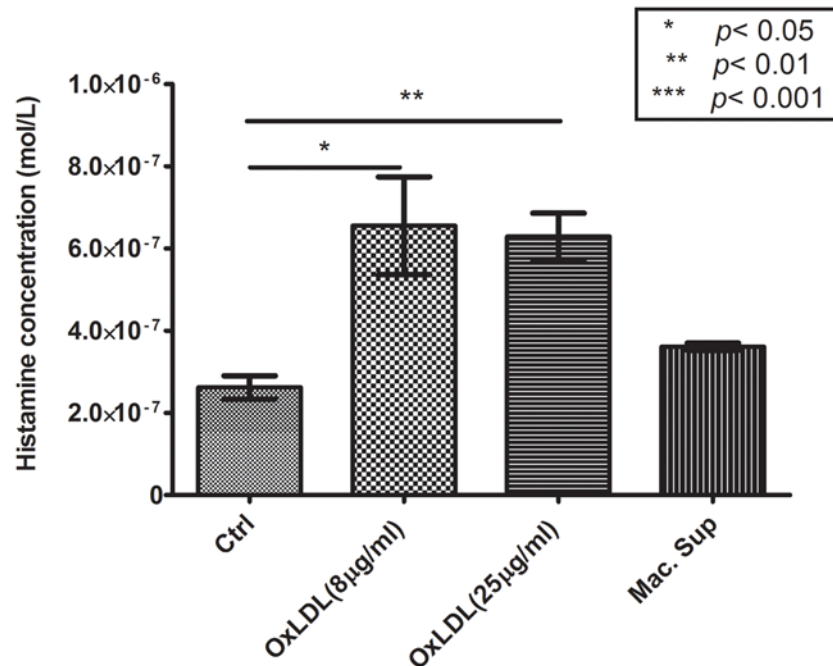 * p< 0.05
** p< 0.01
*** p< 0.001
Histamine concentration (mol/L)
1.0×10⁻⁶
8.0×10⁻⁷
6.0×10⁻⁷
4.0×10⁻⁷
2.0×10⁻⁷
0
**
*
Ctrl
OxLDL(8µg/ml)
OxLDL(25µg/ml)
Mac. Sup